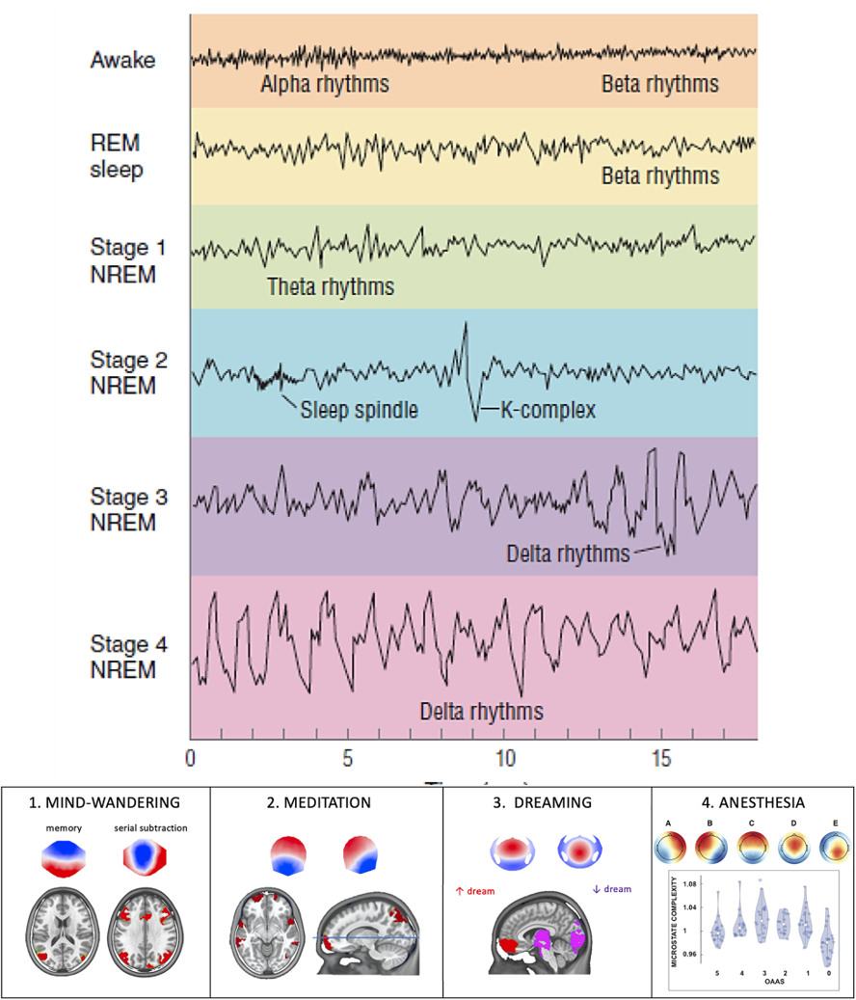 Awake
Alpha rhythms
Beta rhythms
REM
sleep
Beta rhythms
Stage 1
NREM
Theta rhythms
Stage 2
NREM
Sleep spindle
K-complex
Stage 3
NREM
Delta rhythms
Stage 4
NREM
Delta rhythms
0 5 10 15
1. MIND-WANDERING
memory serial subtraction
2. MEDITATION
3. DREAMING
↑ dream ↓ dream
4. ANESTHESIA
A B C D E
MICROSTATE COMPLEXITY
1.08
1.04
1
0.96
5 4 3 2 1 0
OAAS